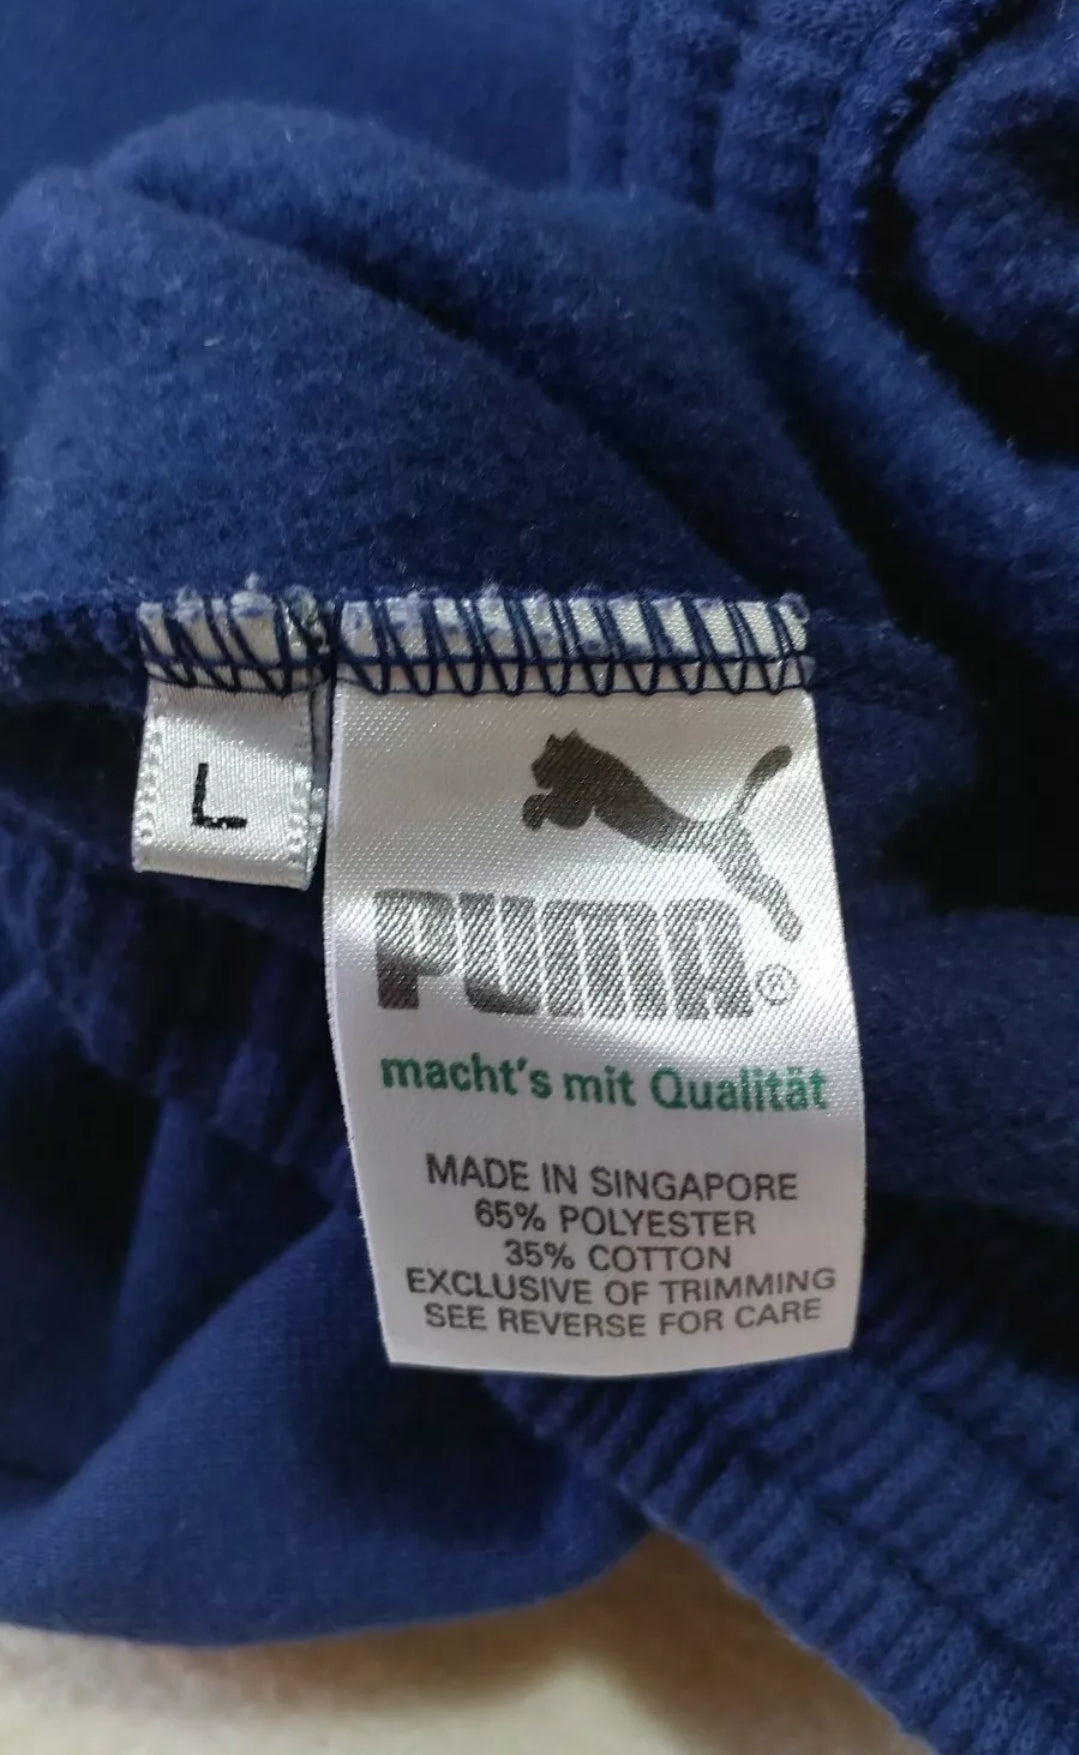 L
PUMA®
macht's mit Qualität
MADE IN SINGAPORE
65% POLYESTER
35% COTTON
EXCLUSIVE OF TRIMMING
SEE REVERSE FOR CARE